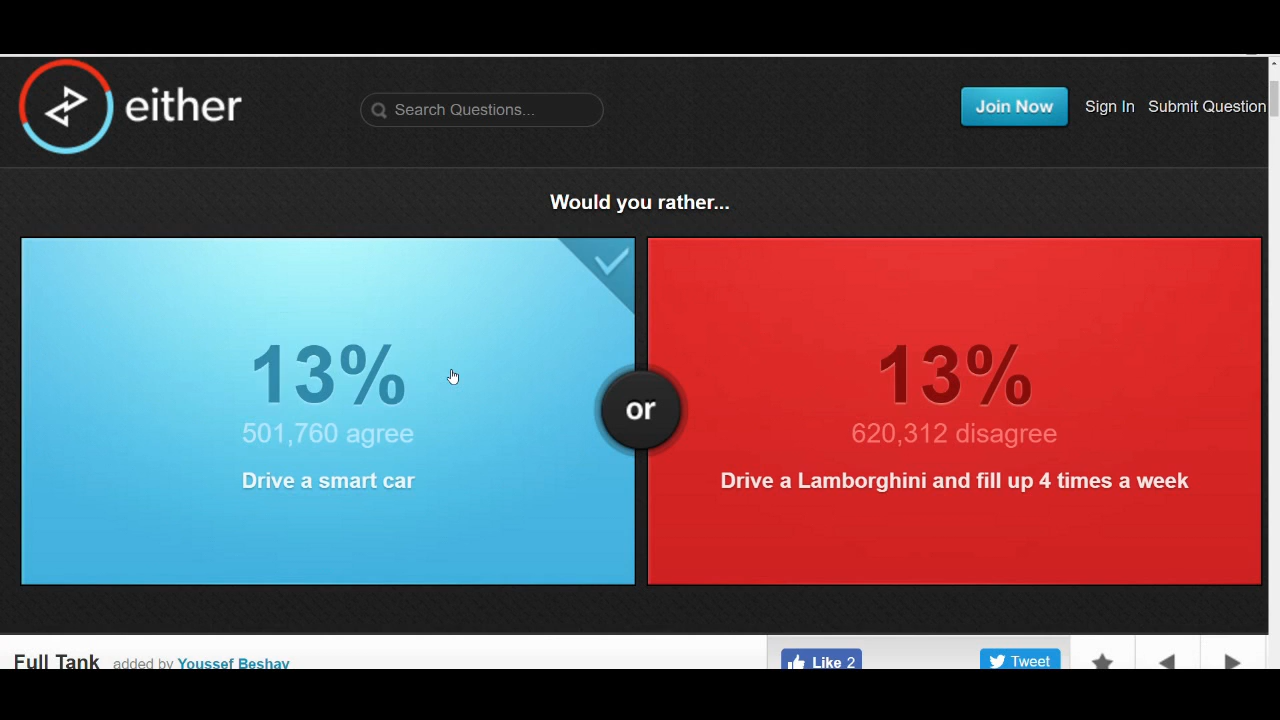 either
Search Questions...
Join Now
Sign In
Submit Question
Would you rather...
13%
501,760 agree
Drive a smart car
or
13%
620,312 disagree
Drive a Lamborghini and fill up 4 times a week
Full Tank added by Youssef Beshay
Like 2
Tweet